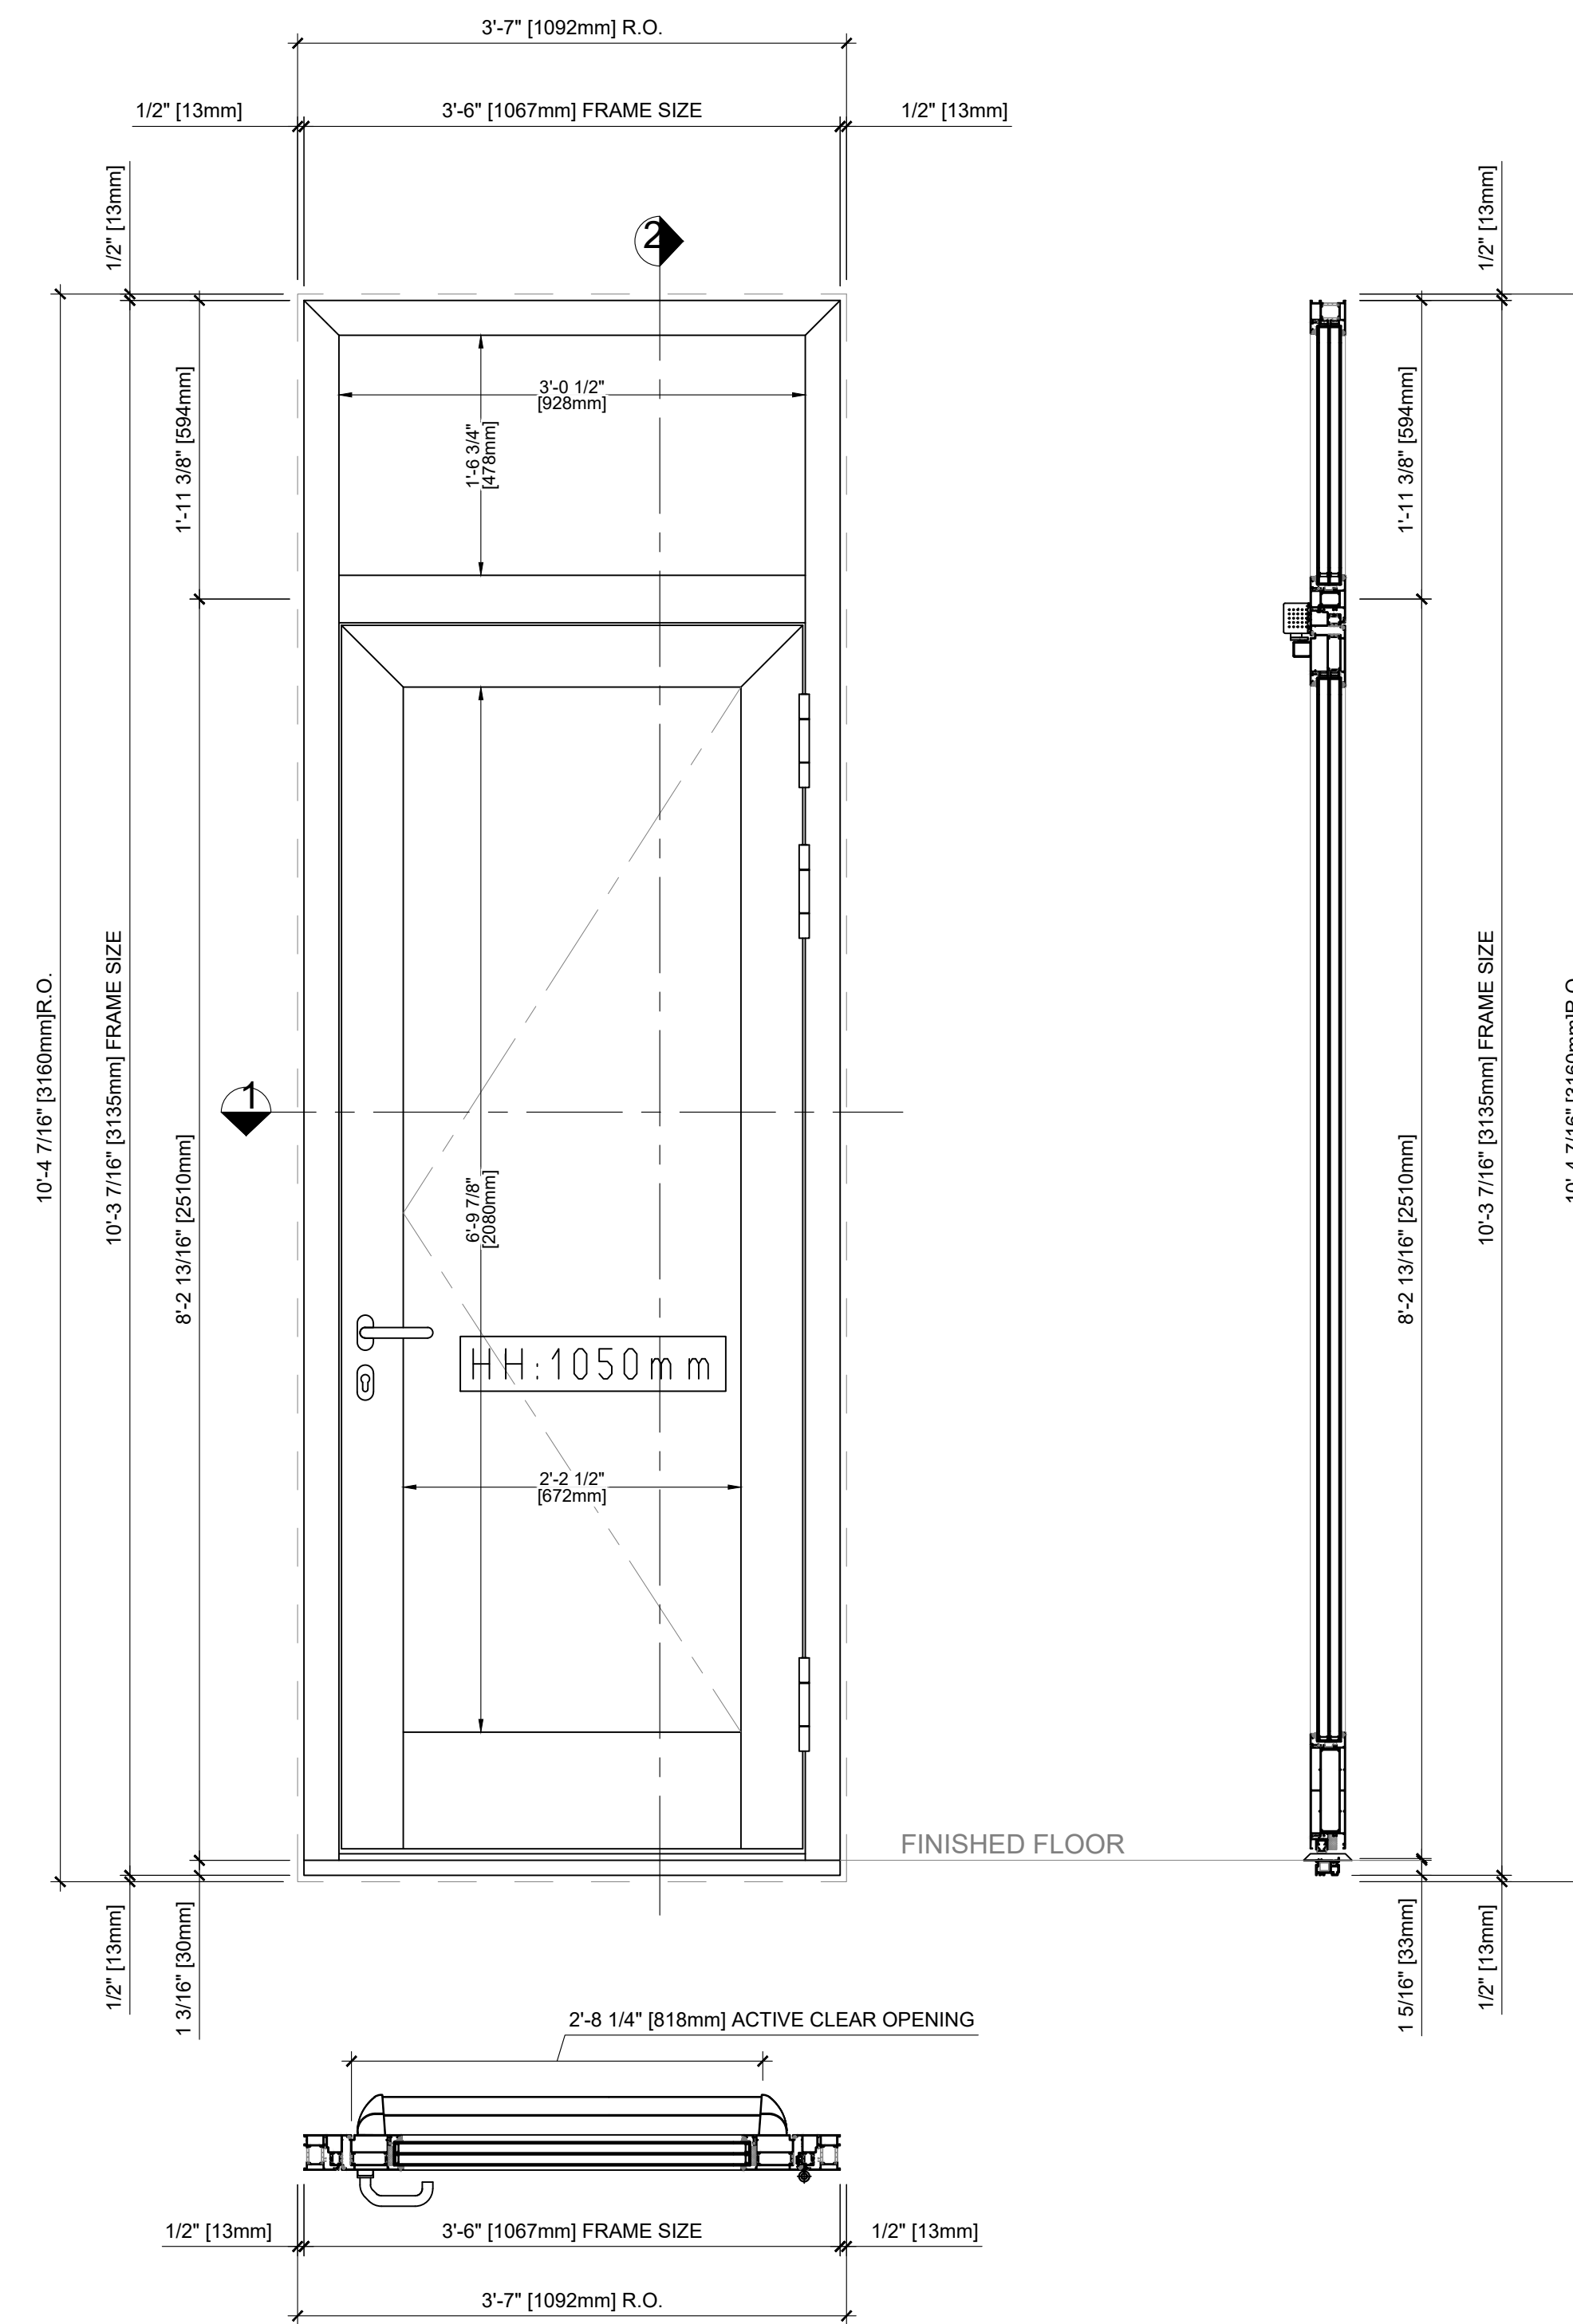 3'-7" [1092mm] R.O.
1/2" [13mm]
3'-6" [1067mm] FRAME SIZE
1/2" [13mm]
1/2" [13mm]
1/2" [13mm]
2
3'-0 1/2"
[928mm]
1'-6 3/4"
[478mm]
1'-11 3/8" [594mm]
1'-11 3/8" [594mm]
10'-4 7/16" [3160mm]R.O.
10'-3 7/16" [3135mm] FRAME SIZE
8'-2 13/16" [2510mm]
1
6'-9 7/8"
[2080mm]
8'-2 13/16" [2510mm]
10'-3 7/16" [3135mm] FRAME SIZE
10'-4 7/16" [3160mm]R.O.
HH:1050mm
2'-2 1/2"
[672mm]
FINISHED FLOOR
1/2" [13mm]
1 3/16" [30mm]
1 5/16" [33mm]
1/2" [13mm]
2'-8 1/4" [818mm] ACTIVE CLEAR OPENING
1/2" [13mm]
3'-6" [1067mm] FRAME SIZE
1/2" [13mm]
3'-7" [1092mm] R.O.